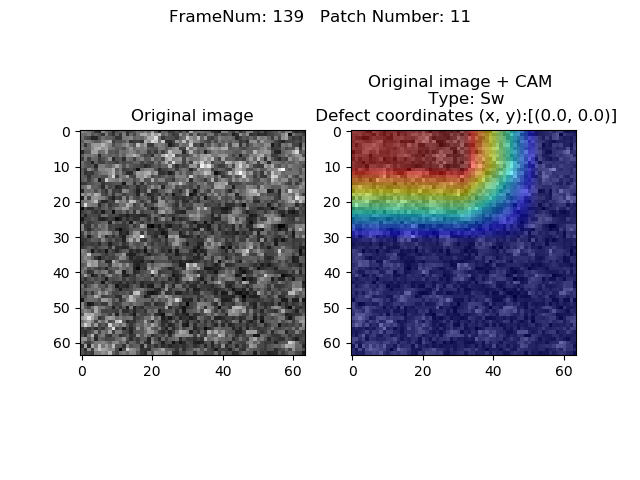 FrameNum: 139   Patch Number: 11
Original image
0
10
20
30
40
50
60
0 20 40 60
Original image + CAM
Type: Sw
Defect coordinates (x, y):[(0.0, 0.0)]
0
10
20
30
40
50
60
0 20 40 60